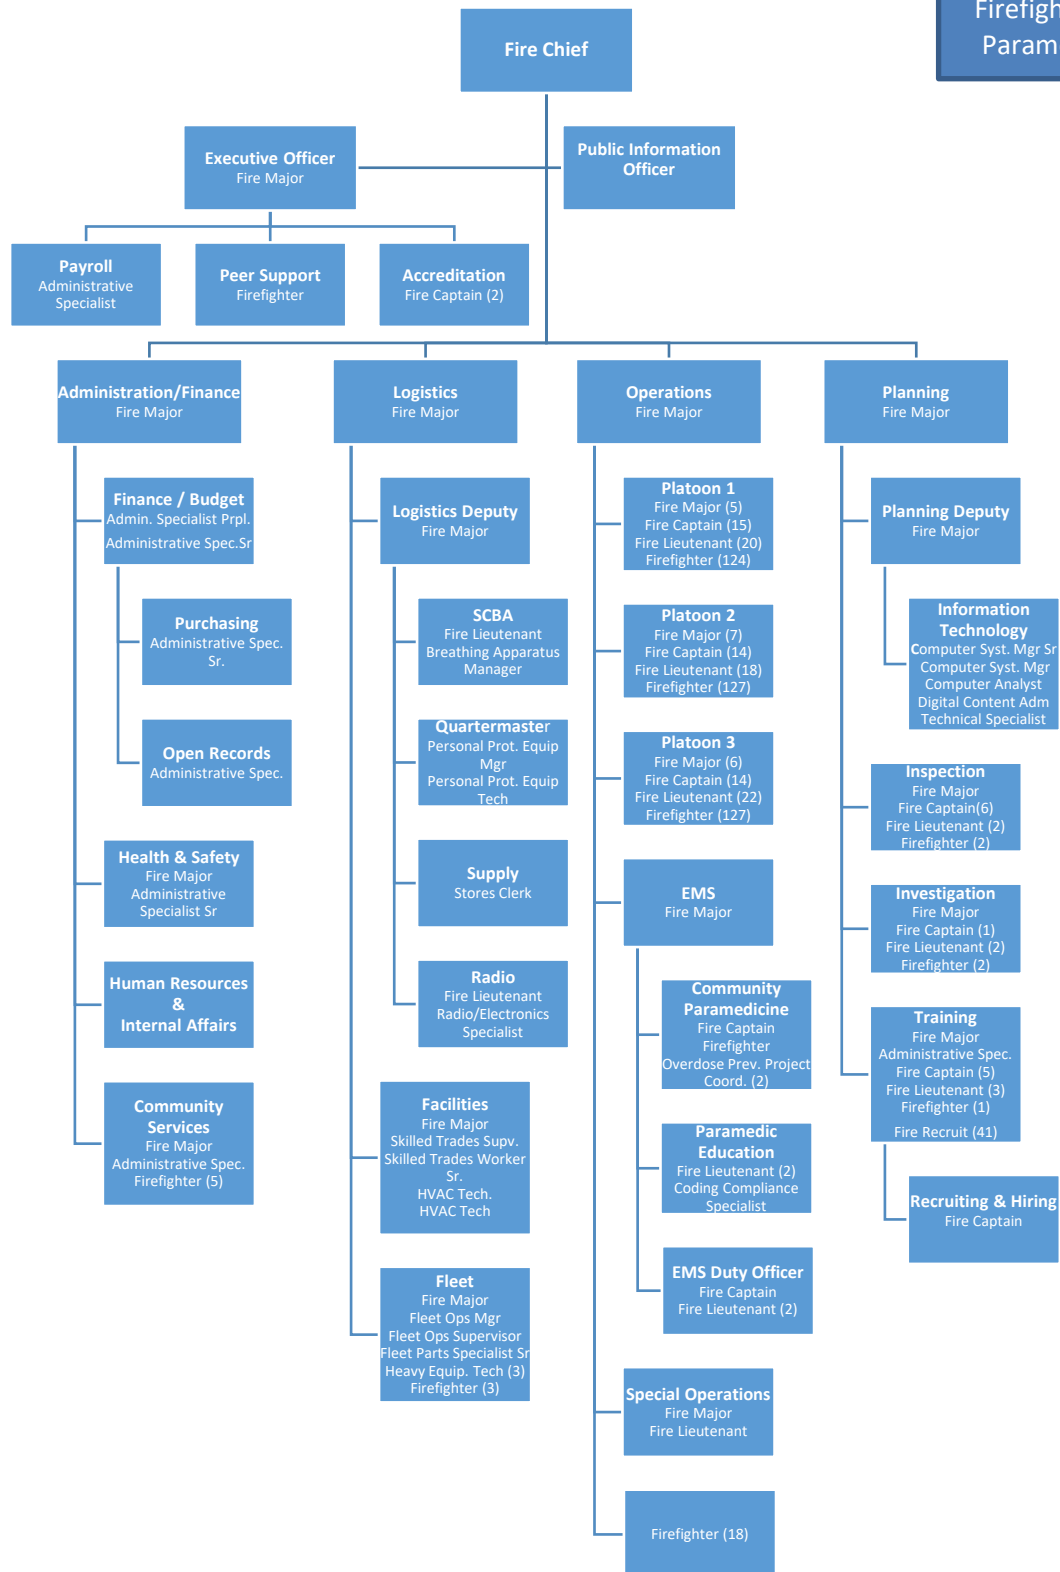 Fire Chief
Firefigh
Param
Executive Officer
Fire Major
Public Information
Officer
Payroll
Administrative
Specialist
Peer Support
Firefighter
Accreditation
Fire Captain (2)
Administration/Finance
Fire Major
Logistics
Fire Major
Operations
Fire Major
Planning
Fire Major
Finance / Budget
Admin. Specialist Prpl.
Administrative Spec.Sr
Purchasing
Administrative Spec.
Sr.
Open Records
Administrative Spec.
Health & Safety
Fire Major
Administrative
Specialist Sr
Human Resources
&
Internal Affairs
Community
Services
Fire Major
Administrative Spec.
Firefighter (5)
Logistics Deputy
Fire Major
SCBA
Fire Lieutenant
Breathing Apparatus
Manager
Quartermaster
Personal Prot. Equip
Mgr
Personal Prot. Equip
Tech
Supply
Stores Clerk
Radio
Fire Lieutenant
Radio/Electronics
Specialist
Facilities
Fire Major
Skilled Trades Supv.
Skilled Trades Worker
Sr.
HVAC Tech.
HVAC Tech
Fleet
Fire Major
Fleet Ops Mgr
Fleet Ops Supervisor
Fleet Parts Specialist Sr
Heavy Equip. Tech (3)
Firefighter (3)
Platoon 1
Fire Major (5)
Fire Captain (15)
Fire Lieutenant (20)
Firefighter (124)
Platoon 2
Fire Major (7)
Fire Captain (14)
Fire Lieutenant (18)
Firefighter (127)
Platoon 3
Fire Major (6)
Fire Captain (14)
Fire Lieutenant (22)
Firefighter (127)
EMS
Fire Major
Community
Paramedicine
Fire Captain
Firefighter
Overdose Prev. Project
Coord. (2)
Paramedic
Education
Fire Lieutenant (2)
Coding Compliance
Specialist
EMS Duty Officer
Fire Captain
Fire Lieutenant (2)
Special Operations
Fire Major
Fire Lieutenant
Firefighter (18)
Planning Deputy
Fire Major
Information
Technology
Computer Syst. Mgr Sr
Computer Syst. Mgr
Computer Analyst
Digital Content Adm
Technical Specialist
Inspection
Fire Major
Fire Captain(6)
Fire Lieutenant (2)
Firefighter (2)
Investigation
Fire Major
Fire Captain (1)
Fire Lieutenant (2)
Firefighter (2)
Training
Fire Major
Administrative Spec.
Fire Captain (5)
Fire Lieutenant (3)
Firefighter (1)
Fire Recruit (41)
Recruiting & Hiring
Fire Captain